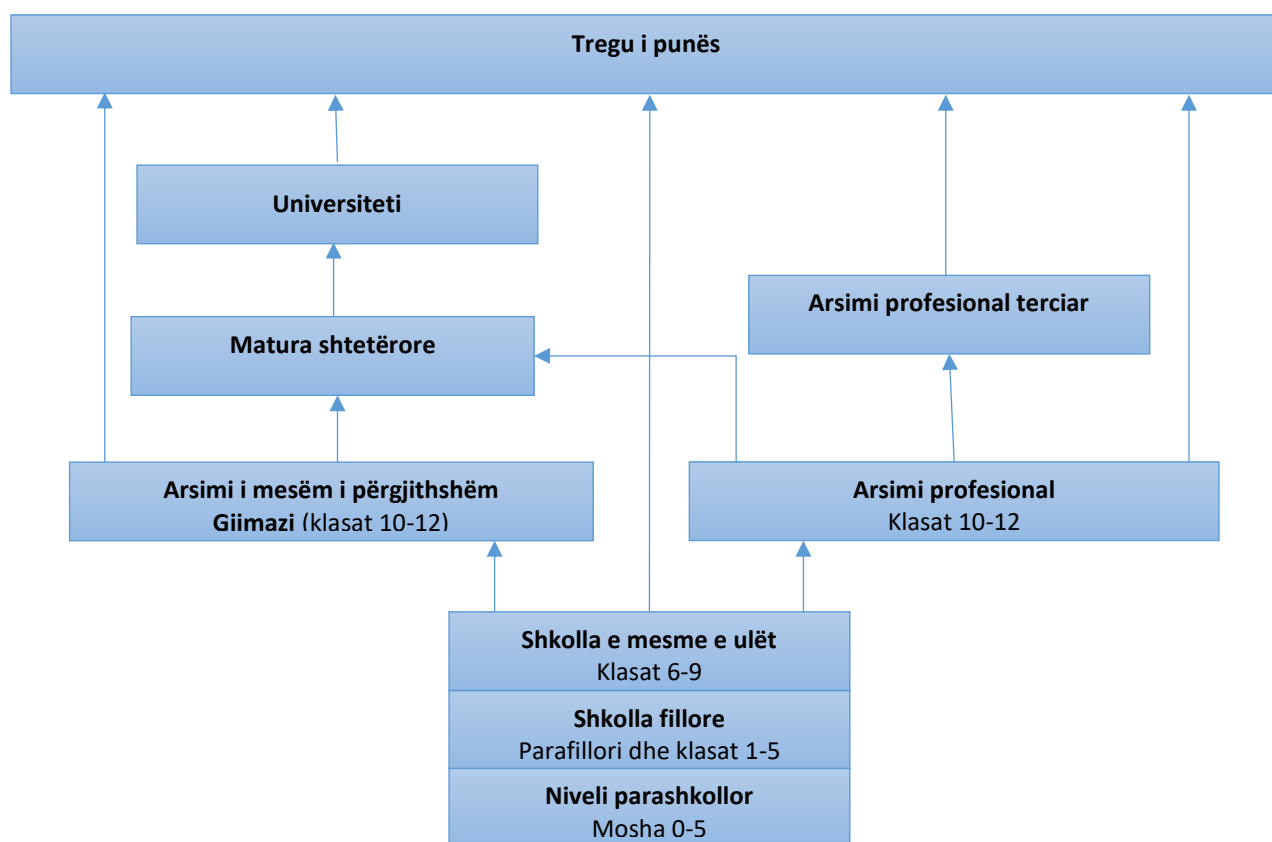 Tregu i punës
Universiteti
Arsimi profesional terciar
Matura shtetërore
Arsimi i mesëm i përgjithshëm
Giimazi (klasat 10-12)
Arsimi profesional
Klasat 10-12
Shkolla e mesme e ulët
Klasat 6-9
Shkolla fillore
Parafillori dhe klasat 1-5
Niveli parashkollor
Mosha 0-5